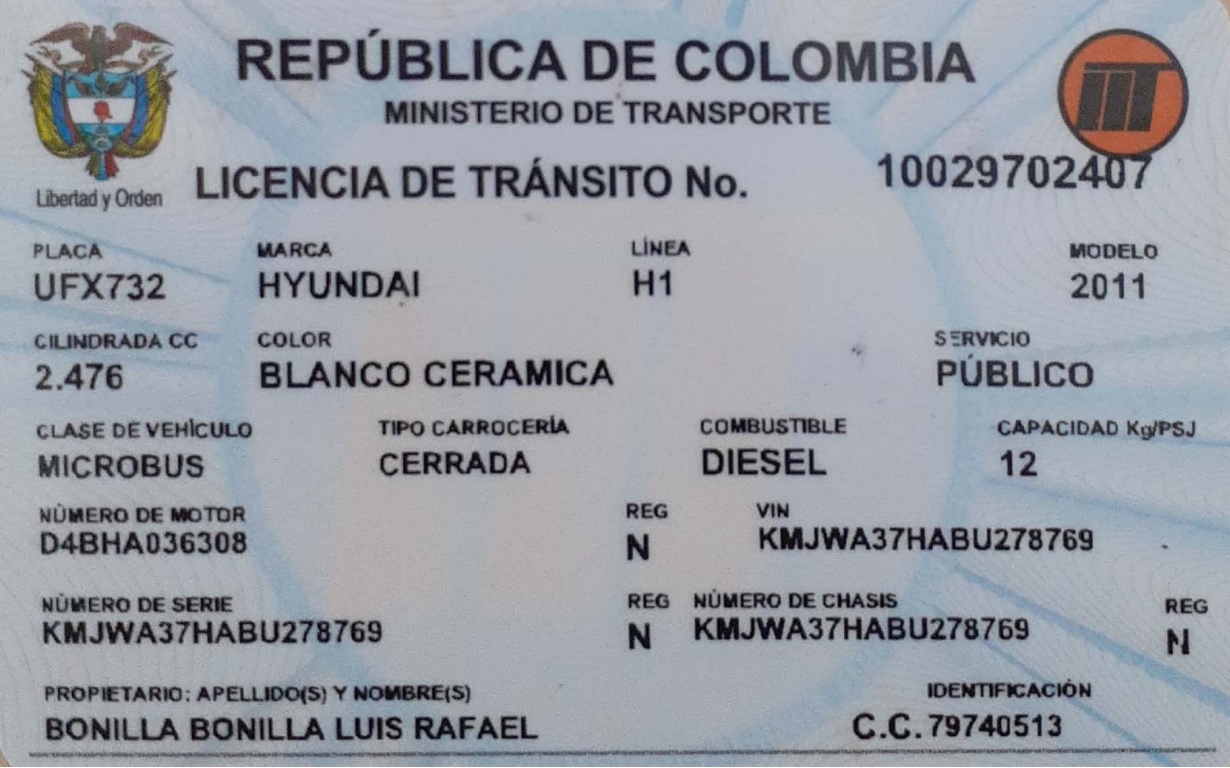 REPÚBLICA DE COLOMBIA
MINISTERIO DE TRANSPORTE
Libertad y Orden
LICENCIA DE TRÁNSITO No. 10029702407
PLACA MARCA LÍNEA MODELO
UFX732 HYUNDAI H1 2011
CILINDRADA CC COLOR SERVICIO
2.476 BLANCO CERAMICA PÚBLICO
CLASE DE VEHÍCULO TIPO CARROCERÍA COMBUSTIBLE CAPACIDAD Kg/PSJ
MICROBUS CERRADA DIESEL 12
NÚMERO DE MOTOR REG VIN
D4BHA036308 N KMJWA37HABU278769
NÚMERO DE SERIE REG NÚMERO DE CHASIS REG
KMJWA37HABU278769 N KMJWA37HABU278769 N
PROPIETARIO: APELLIDO(S) Y NOMBRE(S) IDENTIFICACIÓN
BONILLA BONILLA LUIS RAFAEL C.C. 79740513